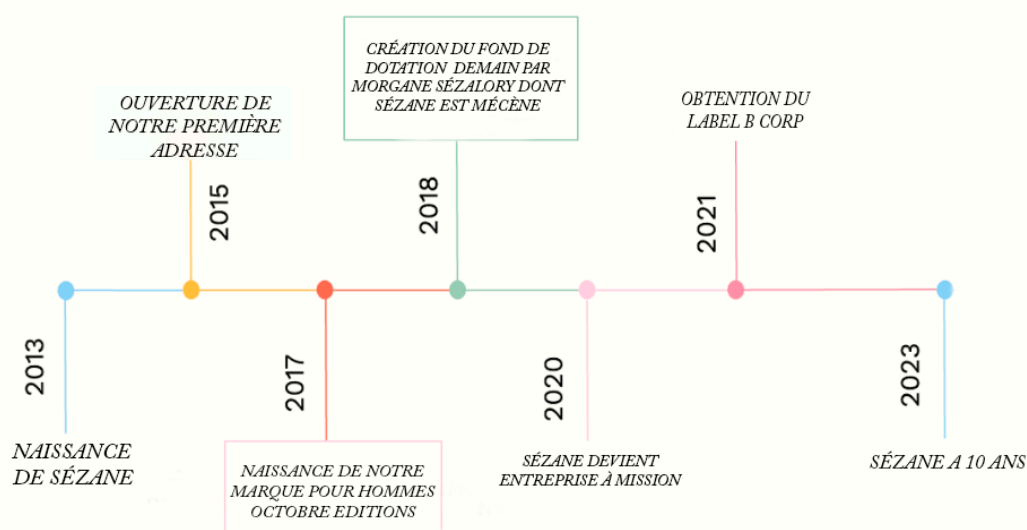 CRÉATION DU FOND DE
DOTATION DEMAIN PAR
MORGANE SÉZALORY DONT
SÉZANE EST MÉCÈNE
OUVERTURE DE
NOTRE PREMIÈRE
ADRESSE
OBTENTION DU
LABEL B CORP
2015
2018
2021
2013
2017
2020
2023
NAISSANCE
DE SÉZANE
NAISSANCE DE NOTRE
MARQUE POUR HOMMES
OCTOBRE EDITIONS
SÉZANE DEVIENT
ENTREPRISE À MISSION
SÉZANE A 10 ANS